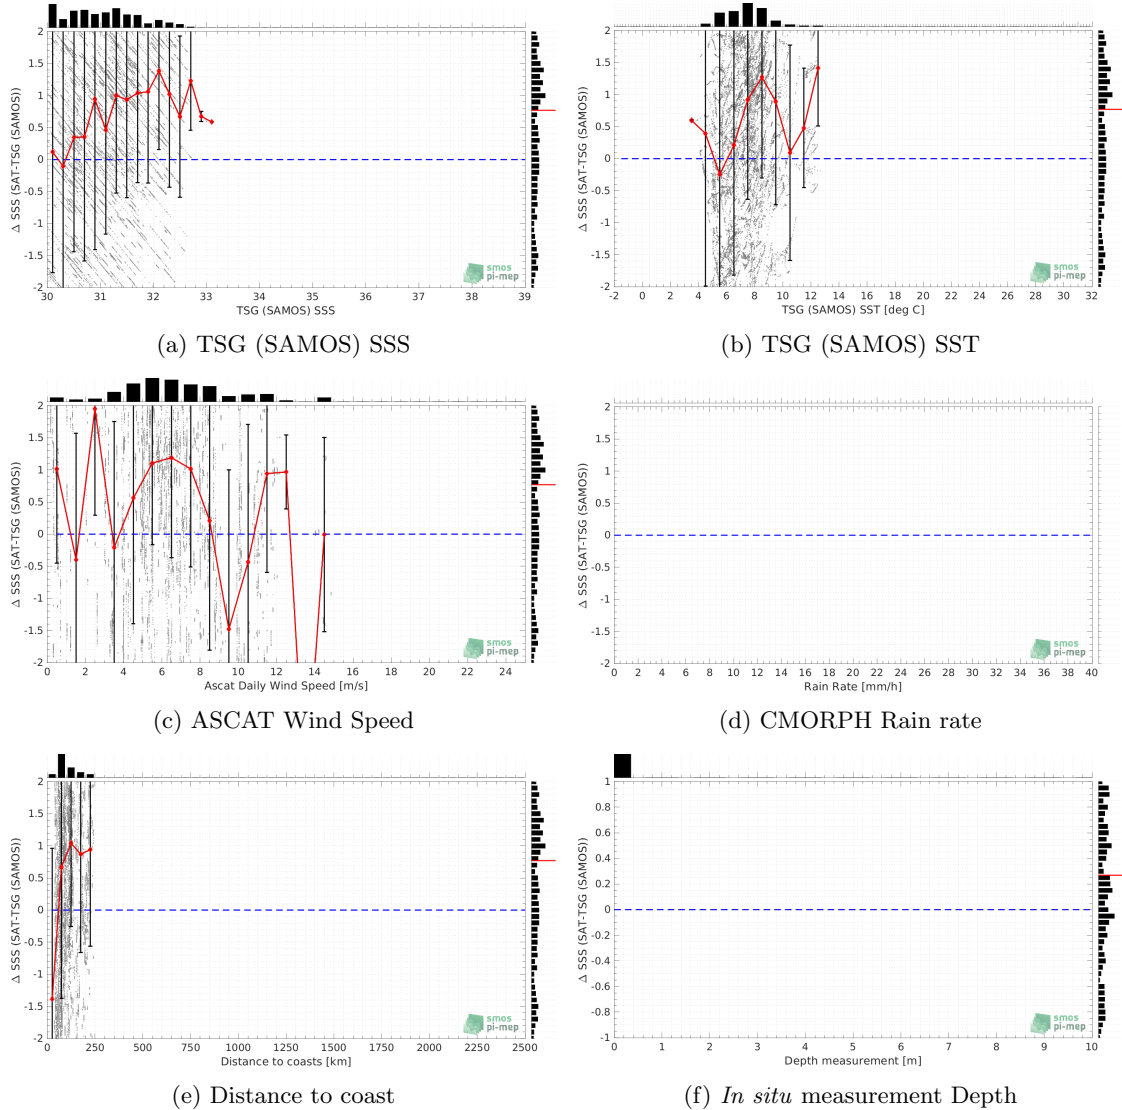 2
1.5
1
0.5
0
-0.5
-1
-1.5
-2
Δ SSS (SAT-TSG (SAMOS))
smos
pi-mep
30 31 32 33 34 35 36 37 38 39
TSG (SAMOS) SSS
(a) TSG (SAMOS) SSS
2
1.5
1
0.5
0
-0.5
-1
-1.5
-2
Δ SSS (SAT-TSG (SAMOS))
smos
pi-mep
-2 0 2 4 6 8 10 12 14 16 18 20 22 24 26 28 30 32
TSG (SAMOS) SST [deg C]
(b) TSG (SAMOS) SST
2
1.5
1
0.5
0
-0.5
-1
-1.5
-2
Δ SSS (SAT-TSG (SAMOS))
smos
pi-mep
0 2 4 6 8 10 12 14 16 18 20 22 24
Ascat Daily Wind Speed [m/s]
(c) ASCAT Wind Speed
2
1.5
1
0.5
0
-0.5
-1
-1.5
-2
Δ SSS (SAT-TSG (SAMOS))
smos
pi-mep
0 2 4 6 8 10 12 14 16 18 20 22 24 26 28 30 32 34 36 38 40
Rain Rate [mm/h]
(d) CMORPH Rain rate
2
1.5
1
0.5
0
-0.5
-1
-1.5
-2
Δ SSS (SAT-TSG (SAMOS))
smos
pi-mep
0 250 500 750 1000 1250 1500 1750 2000 2250 2500
Distance to coasts [km]
(e) Distance to coast
1
0.8
0.6
0.4
0.2
0
-0.2
-0.4
-0.6
-0.8
-1
Δ SSS (SAT-TSG (SAMOS))
smos
pi-mep
0 1 2 3 4 5 6 7 8 9 10
Depth measurement [m]
(f) In situ measurement Depth